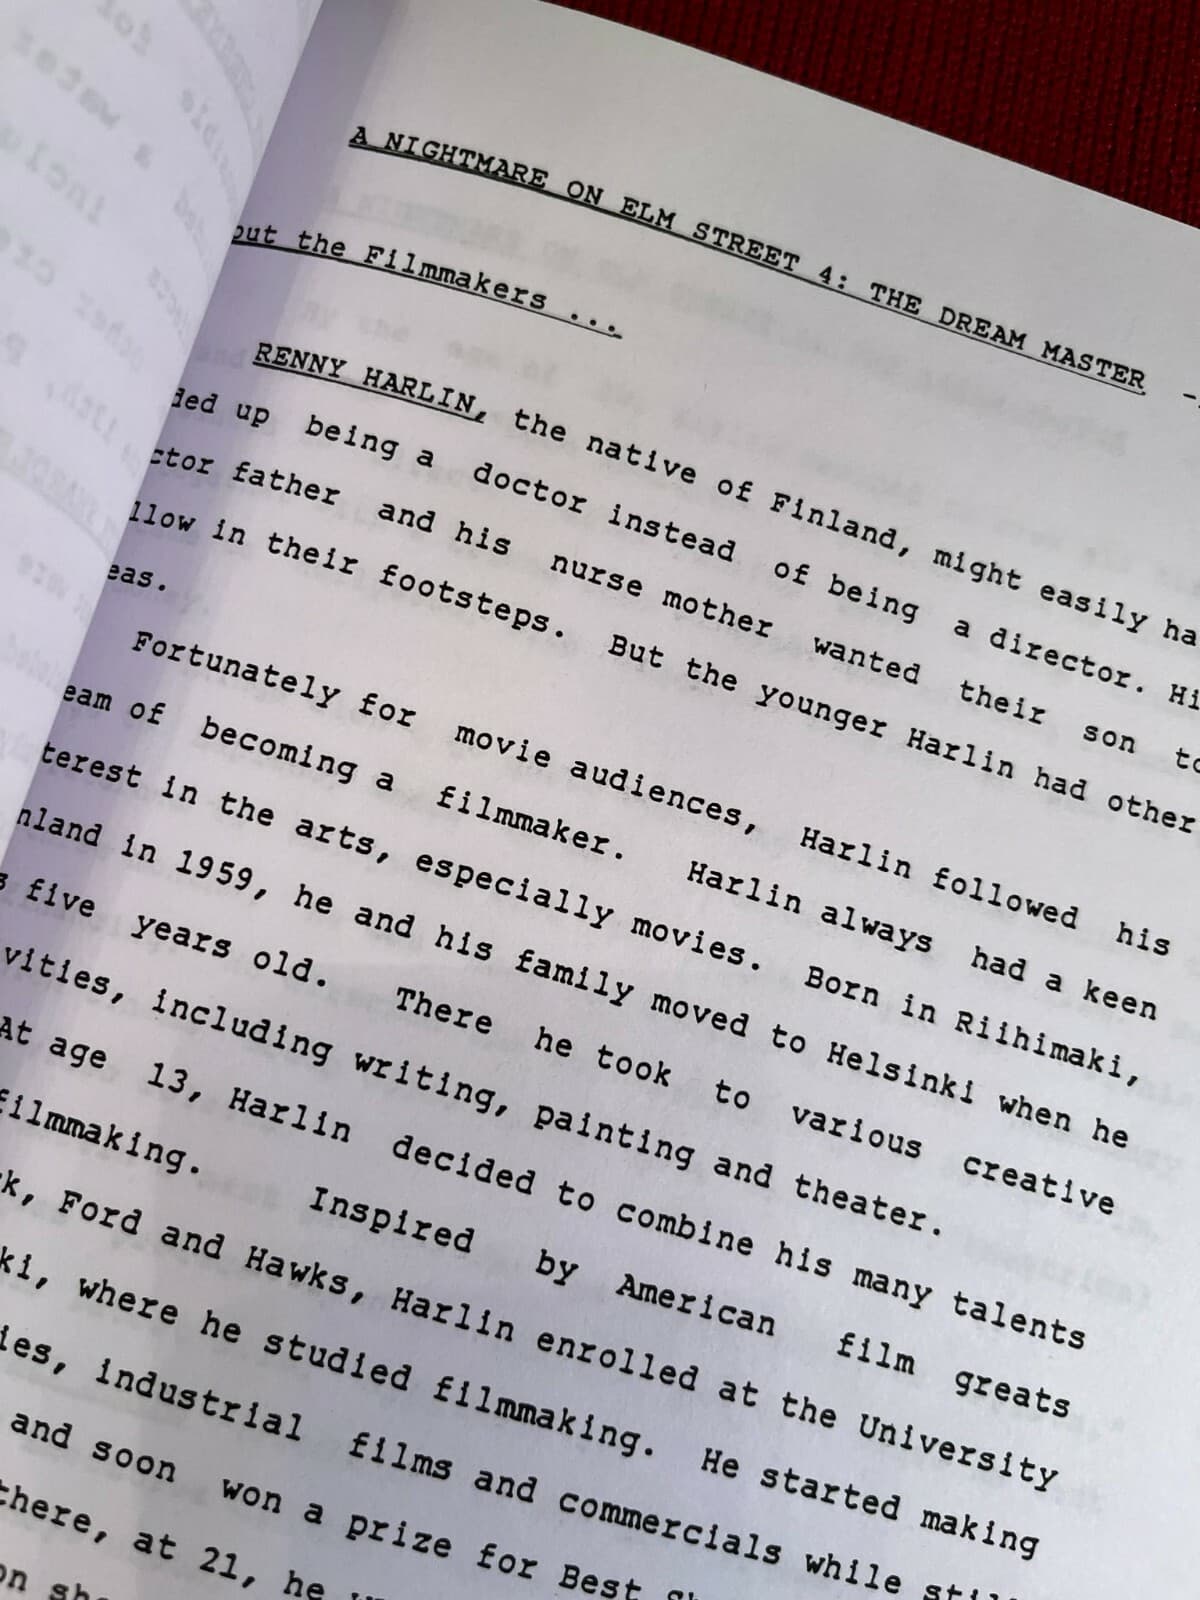 A NIGHTMARE ON ELM STREET 4: THE DREAM MASTER
out the Filmmakers ...
RENNY HARLIN, the native of Finland, might easily ha
ded up being a doctor instead of being a director. Hi
ctor father and his nurse mother wanted their son to
llow in their footsteps. But the younger Harlin had other
eas.
Fortunately for movie audiences, Harlin followed his
eam of becoming a filmmaker. Harlin always had a keen
terest in the arts, especially movies. Born in Riihimaki,
nland in 1959, he and his family moved to Helsinki when he
s five years old. There he took to various creative
vities, including writing, painting and theater.
At age 13, Harlin decided to combine his many talents
filmmaking. Inspired by American film greats
k, Ford and Hawks, Harlin enrolled at the University
ki, where he studied filmmaking. He started making
ies, industrial films and commercials while still
and soon won a prize for Best
there, at 21, he
on